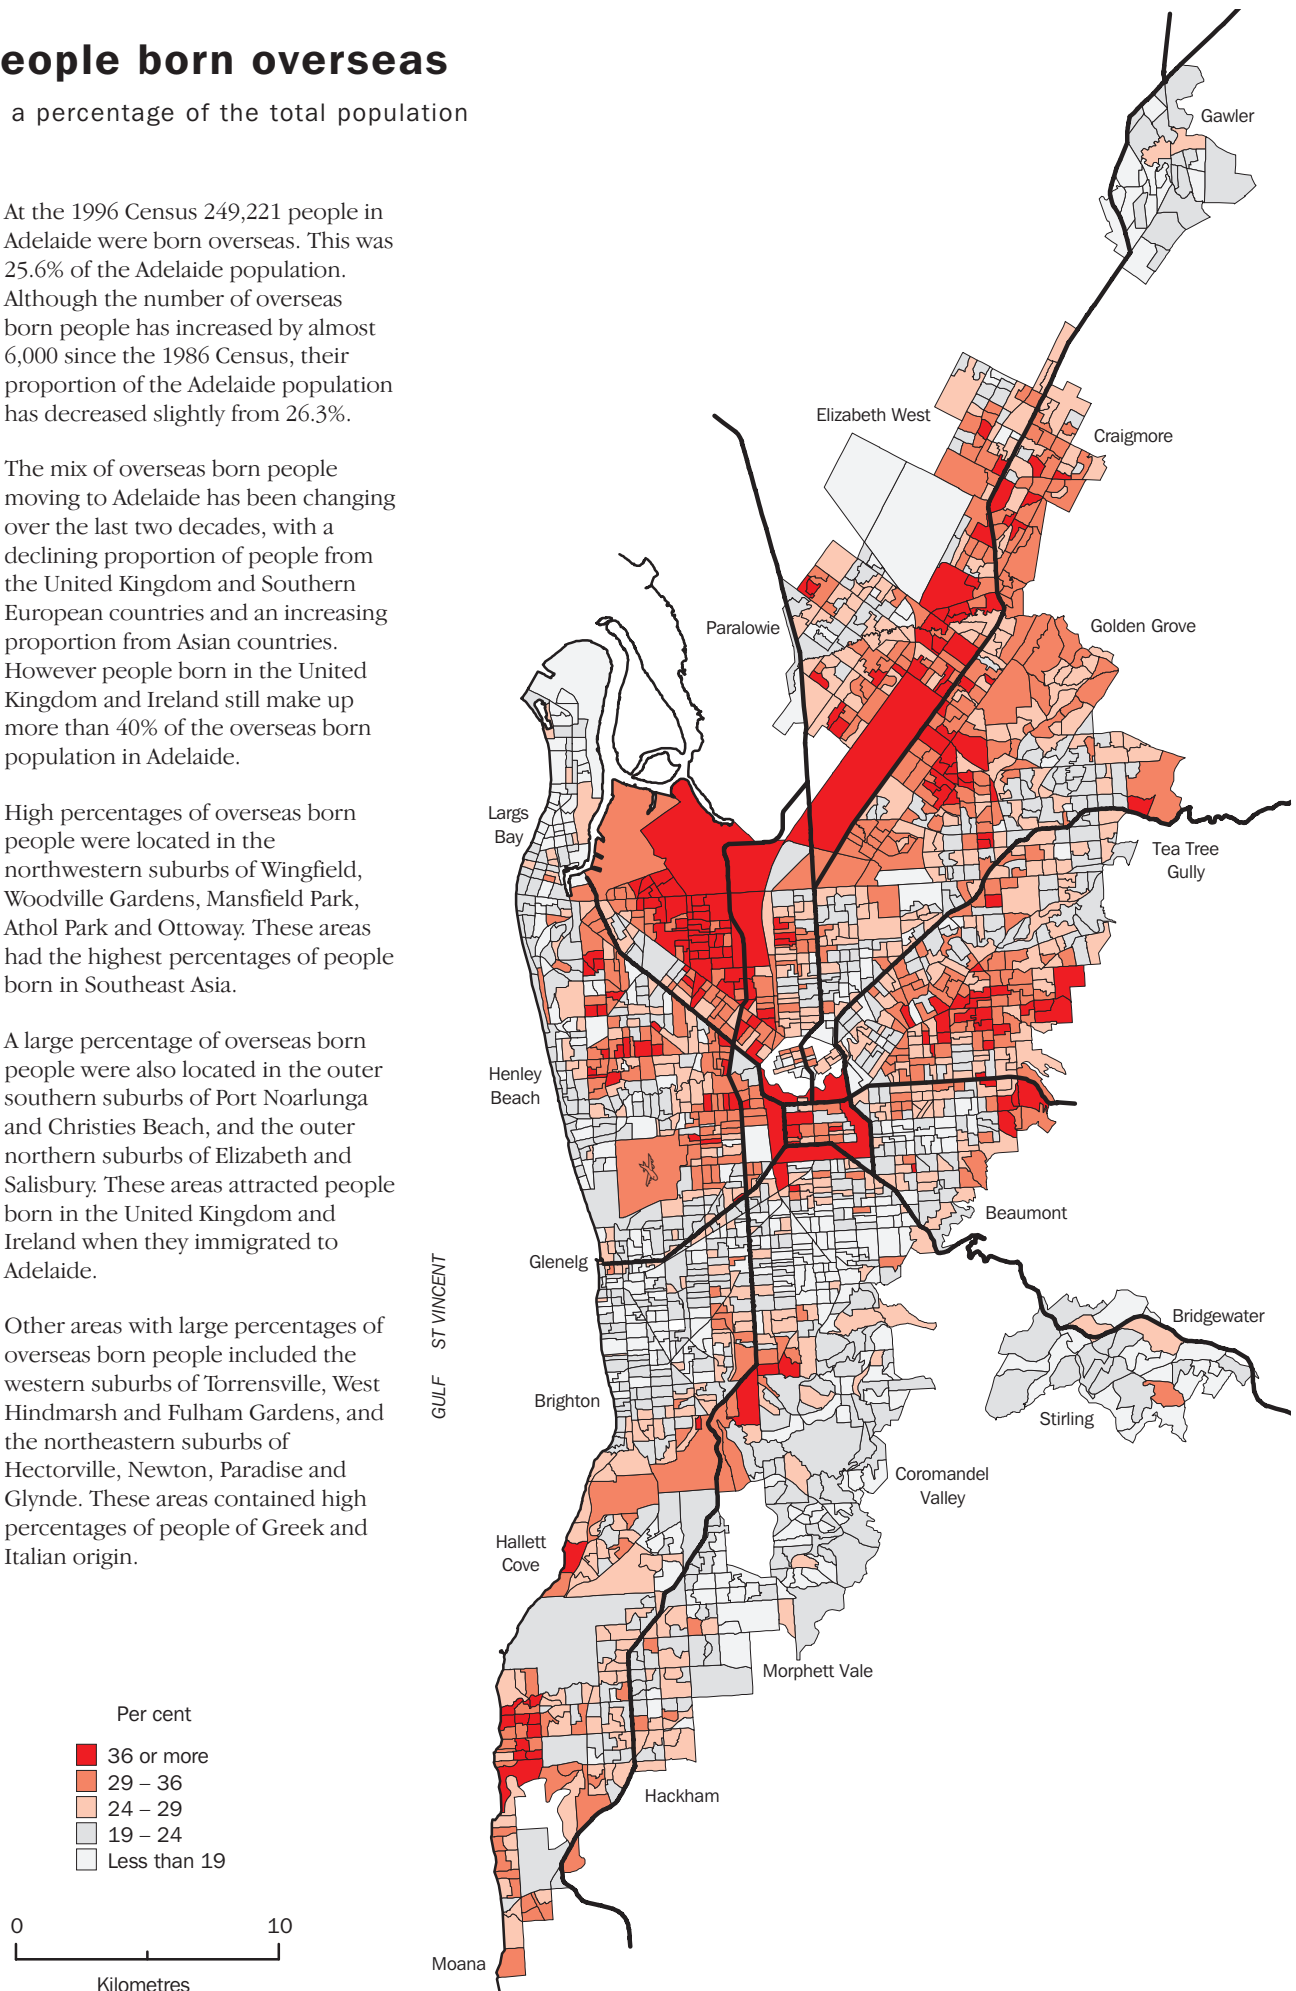 eople born overseas
a percentage of the total population
At the 1996 Census 249,221 people in
Adelaide were born overseas. This was
25.6% of the Adelaide population.
Although the number of overseas
born people has increased by almost
6,000 since the 1986 Census, their
proportion of the Adelaide population
has decreased slightly from 26.3%.
The mix of overseas born people
moving to Adelaide has been changing
over the last two decades, with a
declining proportion of people from
the United Kingdom and Southern
European countries and an increasing
proportion from Asian countries.
However people born in the United
Kingdom and Ireland still make up
more than 40% of the overseas born
population in Adelaide.
High percentages of overseas born
people were located in the
northwestern suburbs of Wingfield,
Woodville Gardens, Mansfield Park,
Athol Park and Ottoway. These areas
had the highest percentages of people
born in Southeast Asia.
A large percentage of overseas born
people were also located in the outer
southern suburbs of Port Noarlunga
and Christies Beach, and the outer
northern suburbs of Elizabeth and
Salisbury. These areas attracted people
born in the United Kingdom and
Ireland when they immigrated to
Adelaide.
Other areas with large percentages of
overseas born people included the
western suburbs of Torrensville, West
Hindmarsh and Fulham Gardens, and
the northeastern suburbs of
Hectorville, Newton, Paradise and
Glynde. These areas contained high
percentages of people of Greek and
Italian origin.
Per cent
36 or more
29 – 36
24 – 29
19 – 24
Less than 19
0 10
Kilometres
Gawler
Elizabeth West
Craigmore
Paralowie
Golden Grove
Largs
Bay
Tea Tree
Gully
Henley
Beach
Beaumont
Glenelg
GULF ST VINCENT
Bridgewater
Brighton
Stirling
Coromandel
Valley
Hallett
Cove
Morphett Vale
Hackham
Moana